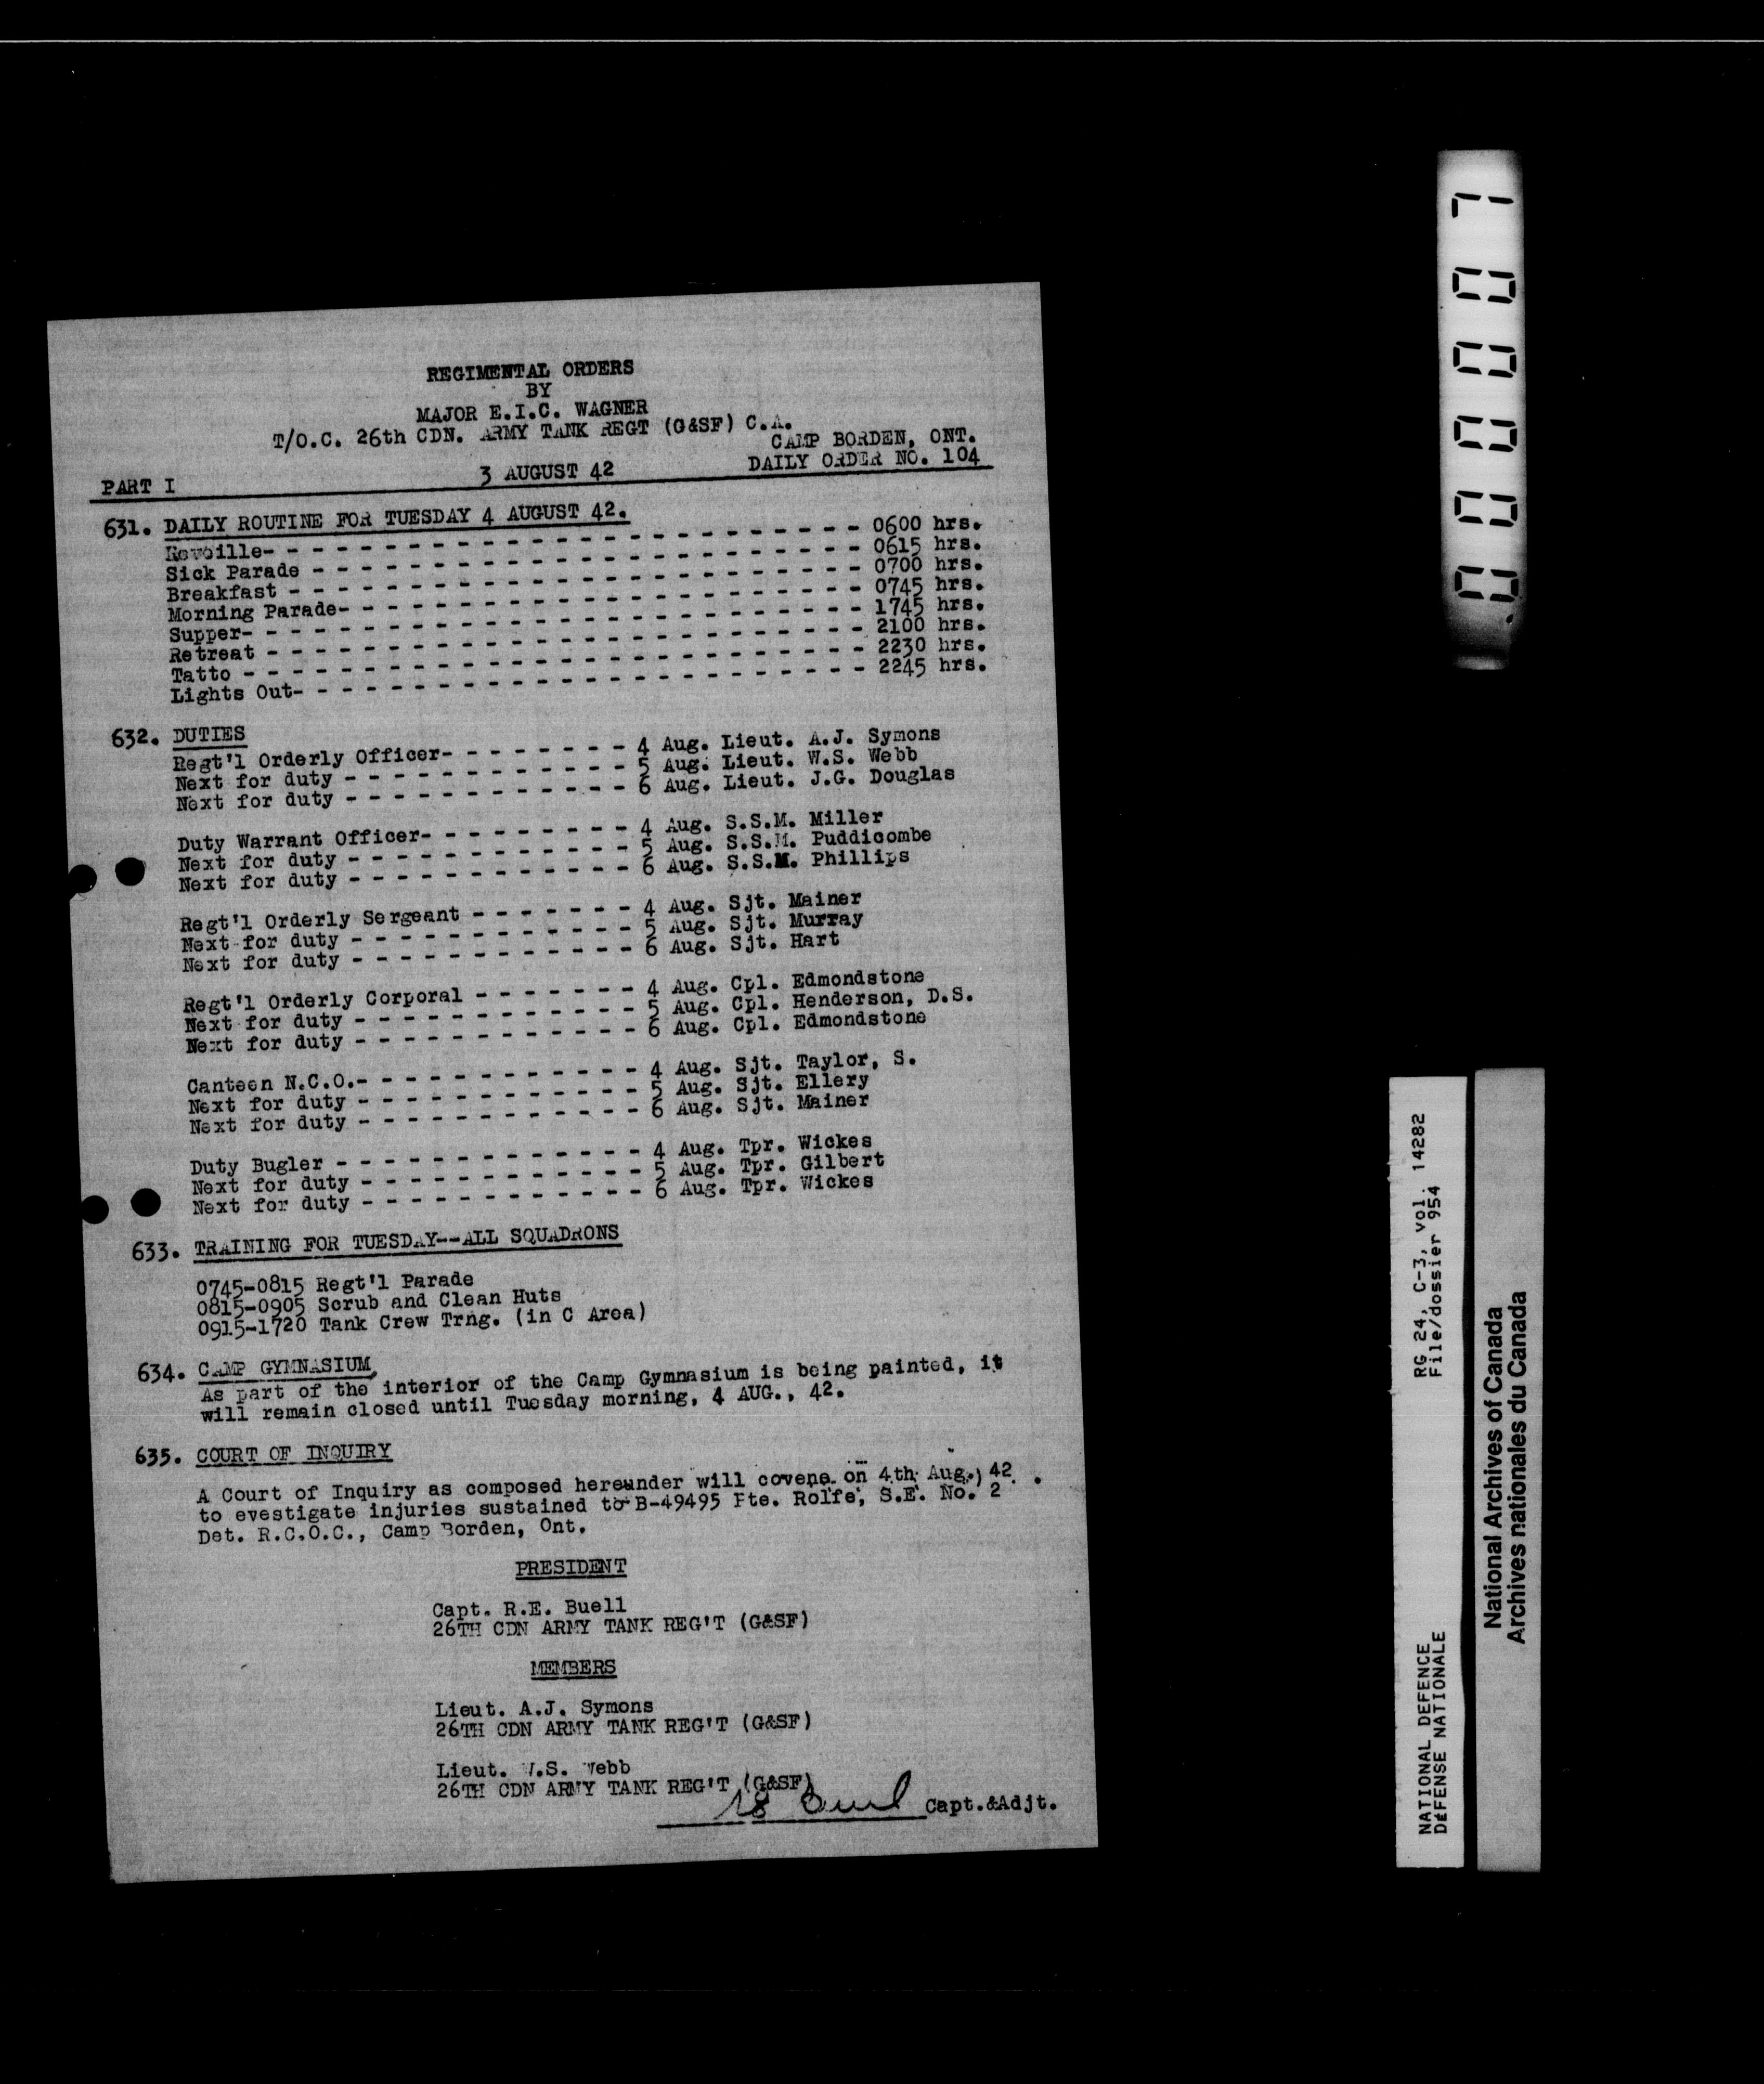 REGIMENTAL ORDERS
BY
MAJOR E.I.C. WAGNER
T/O.C. 26th CDN. ARMY TANK REGT (G&SF) C.A.
CAMP BORDEN, ONT.
PART I 3 AUGUST 42 DAILY ORDER NO. 104
631. DAILY ROUTINE FOR TUESDAY 4 AUGUST 42.
Reveille- - - - - - - - - - - - - - - - - - - - - - - - - 0600 hrs.
Sick Parade - - - - - - - - - - - - - - - - - - - - - - - 0615 hrs.
Breakfast - - - - - - - - - - - - - - - - - - - - - - - - 0700 hrs.
Morning Parade- - - - - - - - - - - - - - - - - - - - - - 0745 hrs.
Supper- - - - - - - - - - - - - - - - - - - - - - - - - - 1745 hrs.
Retreat - - - - - - - - - - - - - - - - - - - - - - - - - 2100 hrs.
Tatto - - - - - - - - - - - - - - - - - - - - - - - - - - 2230 hrs.
Lights Out- - - - - - - - - - - - - - - - - - - - - - - - 2245 hrs.
632. DUTIES
Regt'l Orderly Officer- - - - - - - - 4 Aug. Lieut. A.J. Symons
Next for duty - - - - - - - - - - - - 5 Aug. Lieut. W.S. Webb
Next for duty - - - - - - - - - - - - 6 Aug. Lieut. J.G. Douglas
Duty Warrant Officer- - - - - - - - - 4 Aug. S.S.M. Miller
Next for duty - - - - - - - - - - - - 5 Aug. S.S.M. Puddicombe
Next for duty - - - - - - - - - - - - 6 Aug. S.S.M. Phillips
Regt'l Orderly Sergeant - - - - - - - 4 Aug. Sjt. Mainer
Next for duty - - - - - - - - - - - - 5 Aug. Sjt. Murray
Next for duty - - - - - - - - - - - - 6 Aug. Sjt. Hart
Regt'l Orderly Corporal - - - - - - - 4 Aug. Cpl. Edmondstone
Next for duty - - - - - - - - - - - - 5 Aug. Cpl. Henderson, D.S.
Next for duty - - - - - - - - - - - - 6 Aug. Cpl. Edmondstone
Canteen N.C.O.- - - - - - - - - - - - 4 Aug. Sjt. Taylor, S.
Next for duty - - - - - - - - - - - - 5 Aug. Sjt. Ellery
Next for duty - - - - - - - - - - - - 6 Aug. Sjt. Mainer
Duty Bugler - - - - - - - - - - - - - 4 Aug. Tpr. Wickes
Next for duty - - - - - - - - - - - - 5 Aug. Tpr. Gilbert
Next for duty - - - - - - - - - - - - 6 Aug. Tpr. Wickes
633. TRAINING FOR TUESDAY--ALL SQUADRONS
0745-0815 Regt'l Parade
0815-0905 Scrub and Clean Huts
0915-1720 Tank Crew Trng. (in C Area)
634. CAMP GYMNASIUM
As part of the interior of the Camp Gymnasium is being painted, it
will remain closed until Tuesday morning, 4 AUG., 42.
635. COURT OF INQUIRY
A Court of Inquiry as composed hereunder will covene on 4th Aug., 42.
to evestigate injuries sustained to B-49495 Pte. Rolfe, S.E. No. 2
Det. R.C.O.C., Camp Borden, Ont.
PRESIDENT
Capt. R.E. Buell
26TH CDN ARMY TANK REG'T (G&SF)
MEMBERS
Lieut. A.J. Symons
26TH CDN ARMY TANK REG'T (G&SF)
Lieut. W.S. Webb
26TH CDN ARMY TANK REG'T (G&SF)
Capt.&Adjt.
000007
RG 24, C-3, vol. 14282
File/dossier 954
NATIONAL DEFENCE
DÉFENSE NATIONALE
National Archives of Canada
Archives nationales du Canada